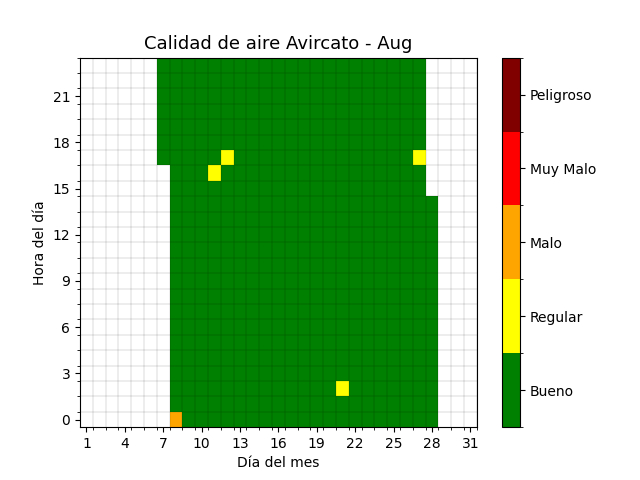 Calidad de aire Avircato - Aug
21
18
15
12
9
6
3
0
Hora del día
1 4 7 10 13 16 19 22 25 28 31
Día del mes
Peligroso
Muy Malo
Malo
Regular
Bueno